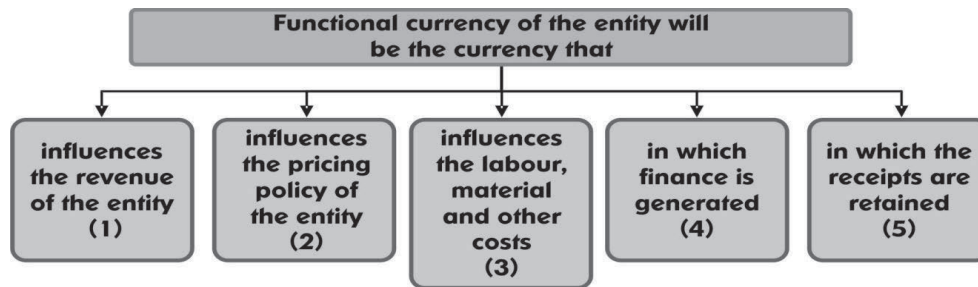 Functional currency of the entity will
be the currency that
influences
the revenue
of the entity
(1)
influences
the pricing
policy of
the entity
(2)
influences
the labour,
material
and other
costs
(3)
in which
finance is
generated
(4)
in which the
receipts are
retained
(5)